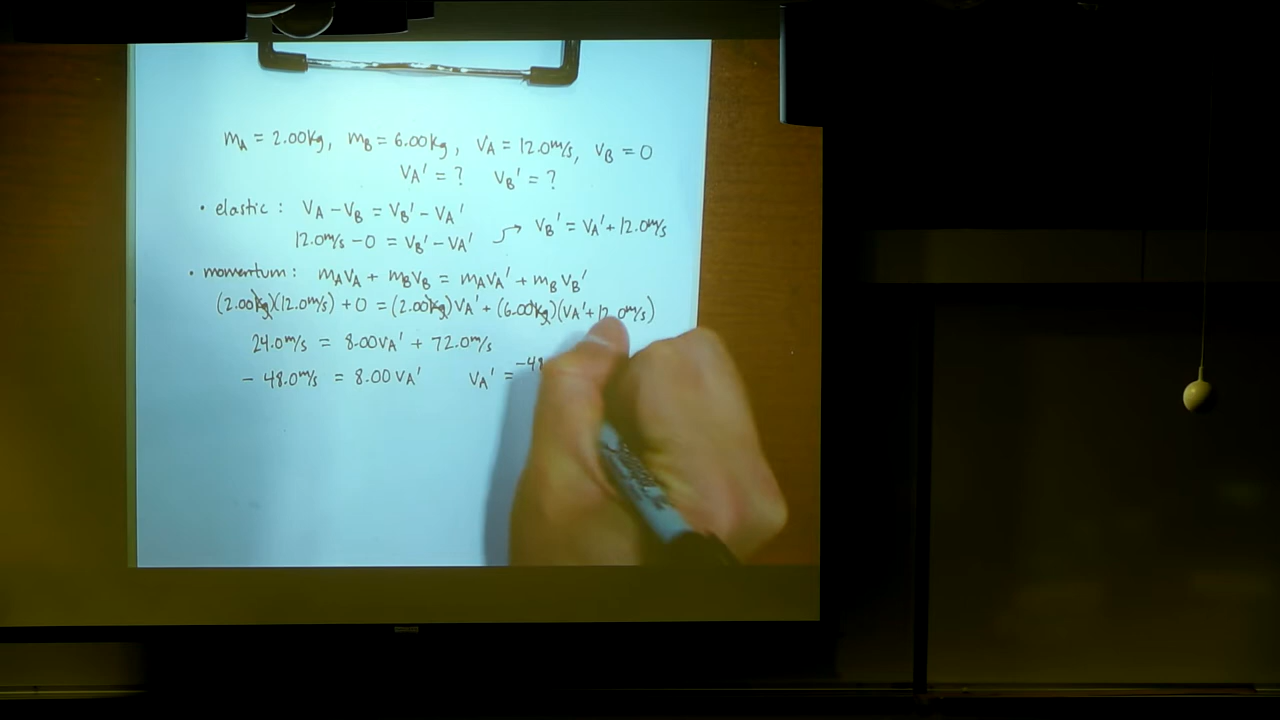 mA = 2.00kg, mB = 6.00kg, vA = 12.0m/s, vB = 0
vA' = ? vB' = ?
• elastic: vA - vB = vB' - vA'
12.0m/s - 0 = vB' - vA' → vB' = vA' + 12.0m/s
• momentum: mAvA + mBvB = mAvA' + mBvB'
(2.00kg)(12.0m/s) + 0 = (2.00kg)vA' + (6.00kg)(vA' + 12.0m/s)
24.0m/s = 8.00vA' + 72.0m/s
- 48.0m/s = 8.00vA' vA' = -48